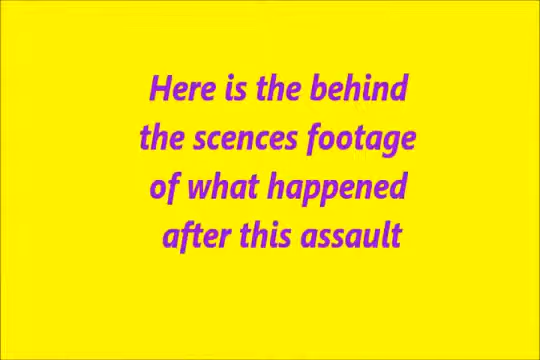 Here is the behind
the scences footage
of what happened
after this assault